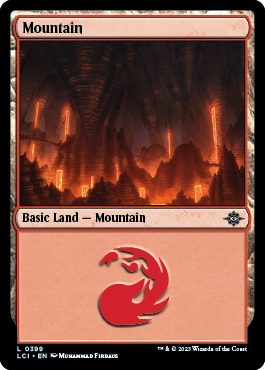 Mountain
Basic Land — Mountain
L 0399
LCI • EN Muhammad Firdaus
™ & © 2023 Wizards of the Coast